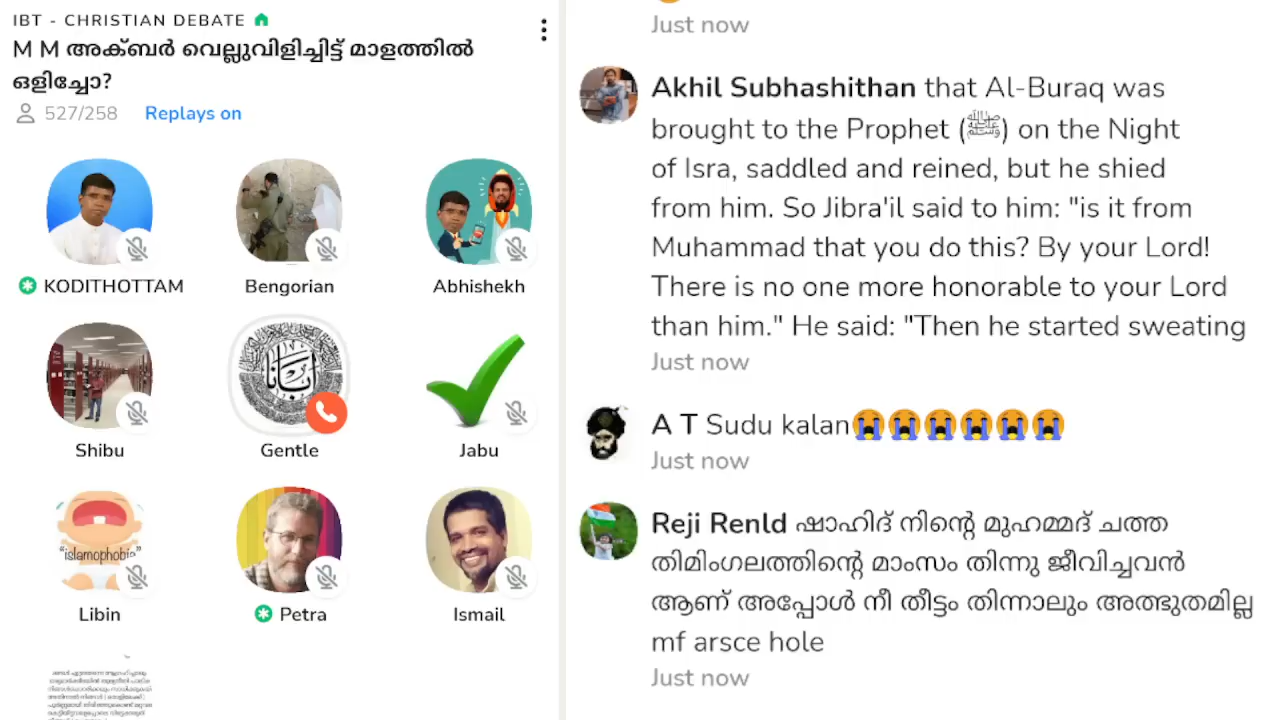 IBT - CHRISTIAN DEBATE
M M അക്ബർ വെല്ലുവിളിച്ചിട്ട് മാളത്തിൽ
ഒളിച്ചോ?
527/258 Replays on
KODITHOTTAM
Bengorian
Abhishekh
Shibu
Gentle
Jabu
"islamophobia"
Libin
Petra
Ismail
Just now
Akhil Subhashithan that Al-Buraq was
brought to the Prophet (ﷺ) on the Night
of Isra, saddled and reined, but he shied
from him. So Jibra'il said to him: "is it from
Muhammad that you do this? By your Lord!
There is no one more honorable to your Lord
than him." He said: "Then he started sweating
Just now
A T Sudu kalan😭😭😭😭😭😭
Just now
Reji Renld ഷാഹിദ് നിന്റെ മുഹമ്മദ് ചത്ത
തിമിംഗലത്തിന്റെ മാംസം തിന്നു ജീവിച്ചവൻ
ആണ് അപ്പോൾ നീ തീട്ടം തിന്നാലും അത്ഭുതമില്ല
mf arsce hole
Just now